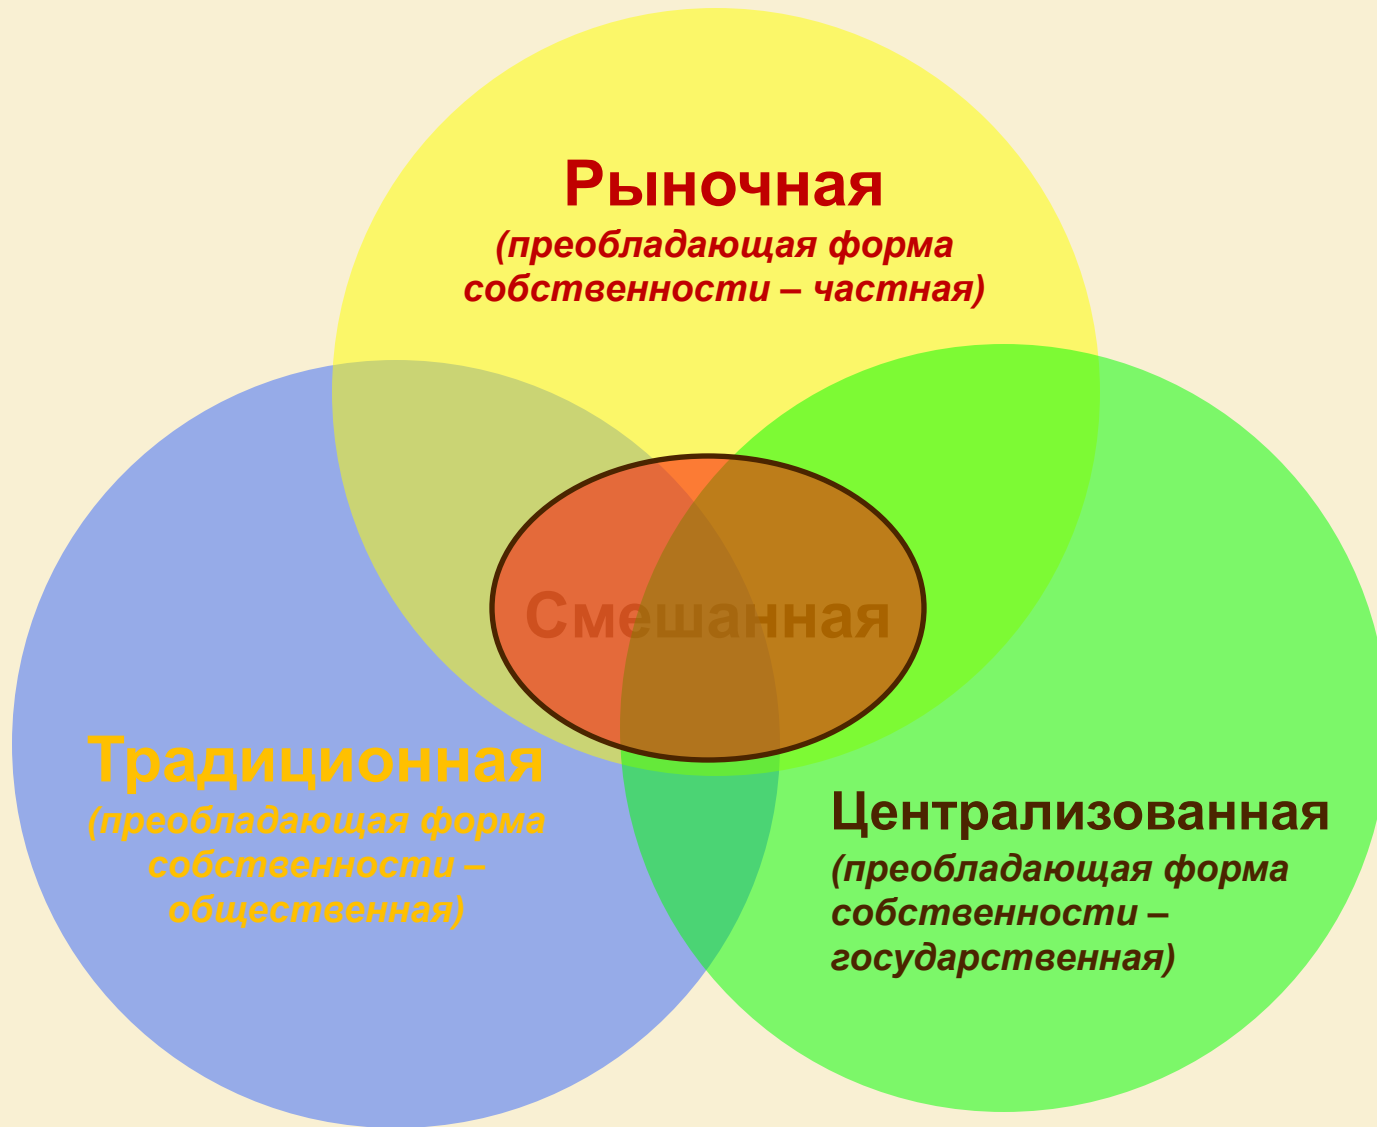 Рыночная
(преобладающая форма
собственности – частная)
Смешанная
Традиционная
(преобладающая форма
собственности –
общественная)
Централизованная
(преобладающая форма
собственности –
государственная)